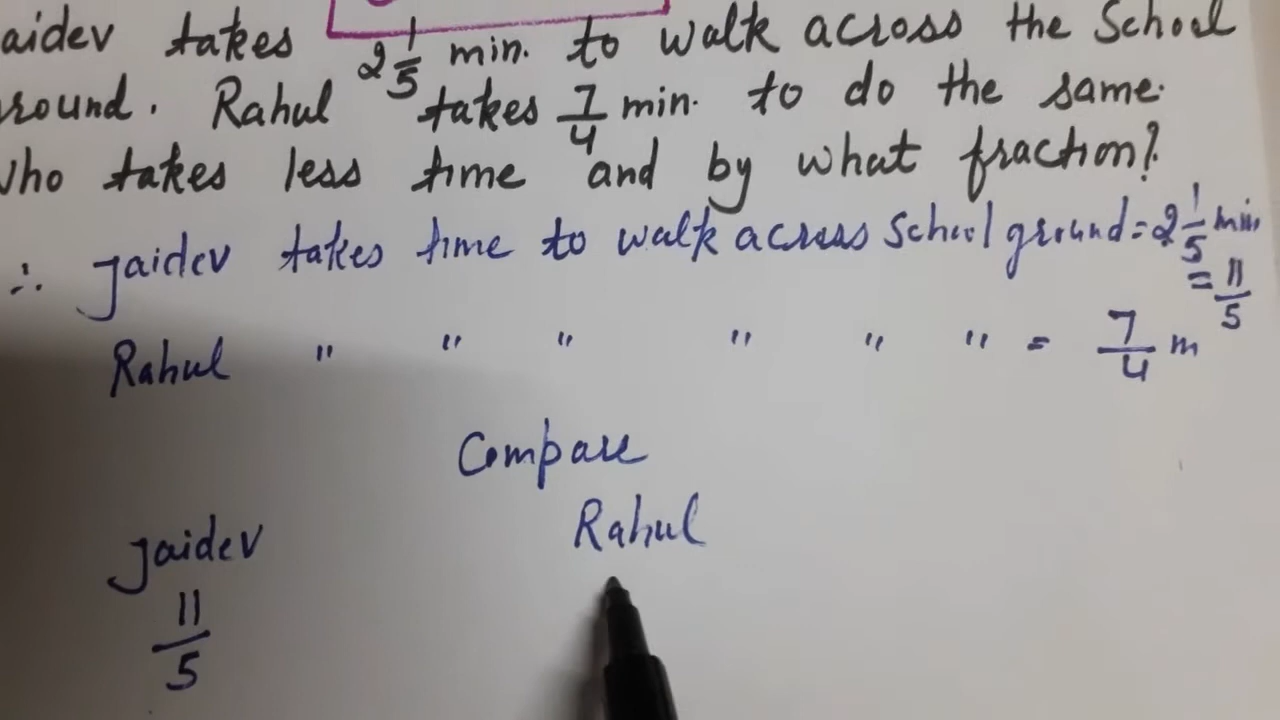 aidev takes 2 1/5 min. to walk across the School
round. Rahul takes 7/4 min. to do the same.
who takes less time and by what fraction?
∴ Jaidev takes time to walk across School ground = 2 1/5 min
= 11/5
Rahul " " " " " " = 7/4 m
Compare
Jaidev Rahul
11/5